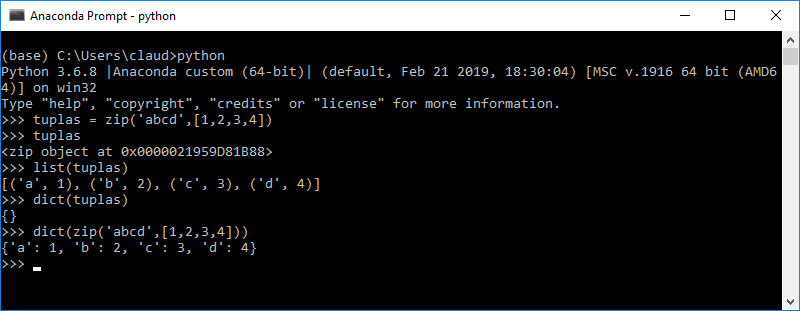 Anaconda Prompt - python
(base) C:\Users\claud>python
Python 3.6.8 |Anaconda custom (64-bit)| (default, Feb 21 2019, 18:30:04) [MSC v.1916 64 bit (AMD6
4)] on win32
Type "help", "copyright", "credits" or "license" for more information.
>>> tuplas = zip('abcd',[1,2,3,4])
>>> tuplas
<zip object at 0x0000021959D81B88>
>>> list(tuplas)
[('a', 1), ('b', 2), ('c', 3), ('d', 4)]
>>> dict(tuplas)
{}
>>> dict(zip('abcd',[1,2,3,4]))
{'a': 1, 'b': 2, 'c': 3, 'd': 4}
>>>